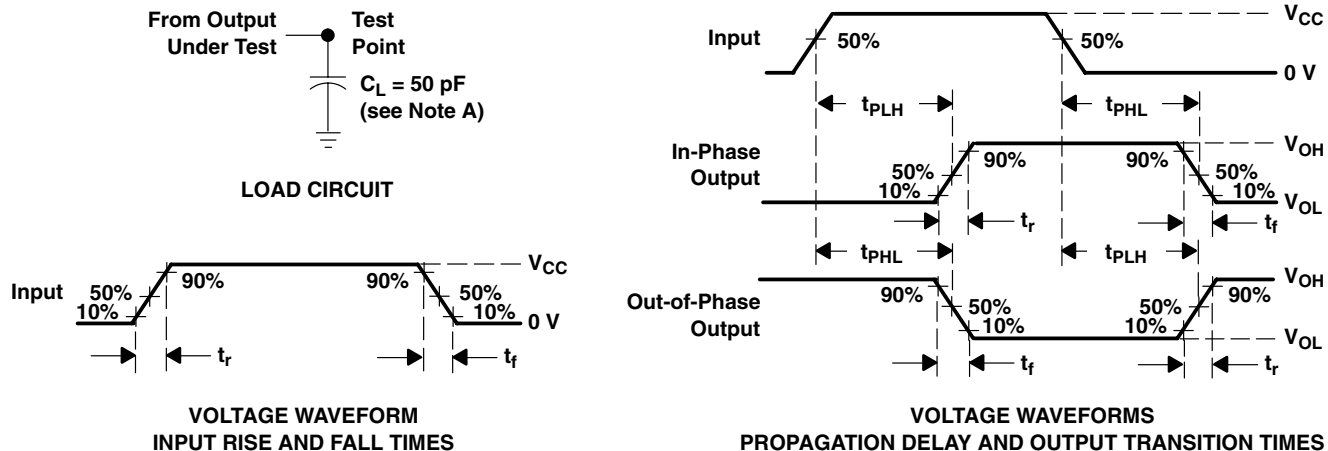 From Output
Under Test
Test
Point
C_L = 50 pF
(see Note A)
LOAD CIRCUIT
Input
50%
10%
90%
90%
50%
10%
V_CC
0 V
t_r
t_f
VOLTAGE WAVEFORM
INPUT RISE AND FALL TIMES
Input
50%
50%
V_CC
0 V
t_PLH
t_PHL
In-Phase
Output
50%
10%
90%
90%
50%
10%
V_OH
V_OL
t_r
t_f
t_PHL
t_PLH
Out-of-Phase
Output
90%
50%
10%
50%
10%
90%
V_OH
V_OL
t_f
t_r
VOLTAGE WAVEFORMS
PROPAGATION DELAY AND OUTPUT TRANSITION TIMES